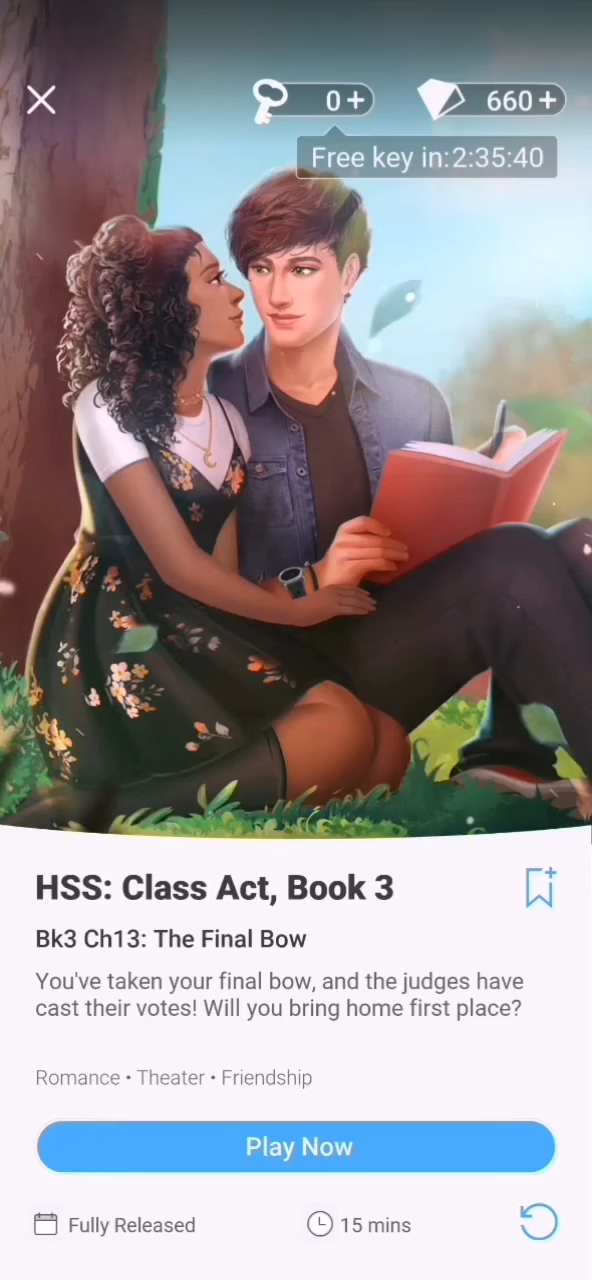 0 +
660 +
Free key in:2:35:40
HSS: Class Act, Book 3
Bk3 Ch13: The Final Bow
You've taken your final bow, and the judges have
cast their votes! Will you bring home first place?
Romance • Theater • Friendship
Play Now
Fully Released
15 mins